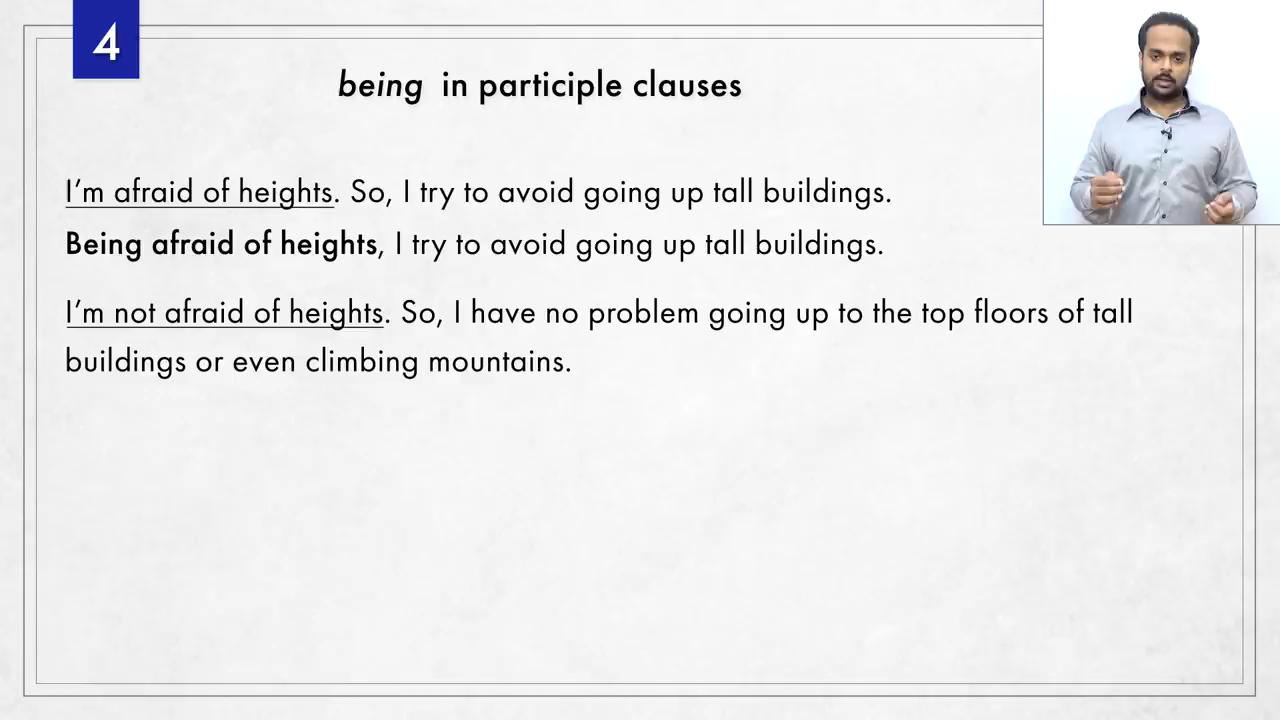 4
being in participle clauses
I’m afraid of heights. So, I try to avoid going up tall buildings.
Being afraid of heights, I try to avoid going up tall buildings.
I’m not afraid of heights. So, I have no problem going up to the top floors of tall
buildings or even climbing mountains.